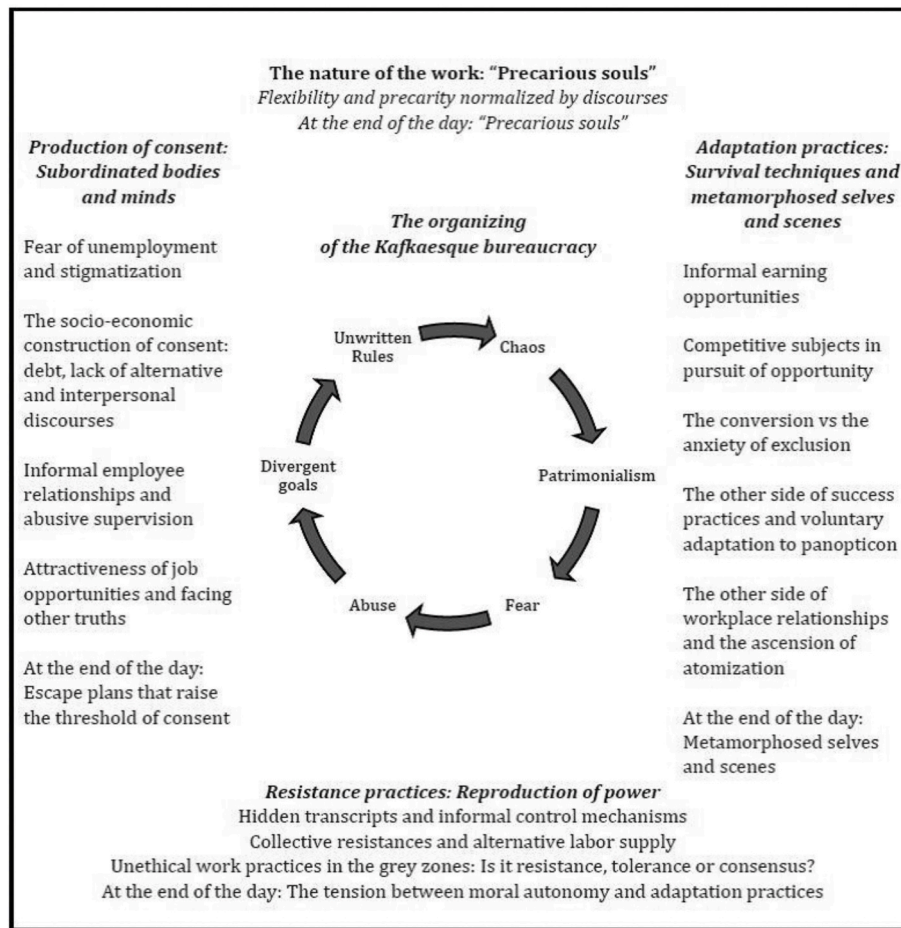 The nature of the work: “Precarious souls”
Flexibility and precarity normalized by discourses
At the end of the day: “Precarious souls”
Production of consent:
Subordinated bodies
and minds
Fear of unemployment
and stigmatization
The socio-economic
construction of consent:
debt, lack of alternative
and interpersonal
discourses
Informal employee
relationships and
abusive supervision
Attractiveness of job
opportunities and facing
other truths
At the end of the day:
Escape plans that raise
the threshold of consent
The organizing
of the Kafkaesque bureaucracy
Unwritten
Rules
Chaos
Patrimonialism
Fear
Abuse
Divergent
goals
Adaptation practices:
Survival techniques and
metamorphosed selves
and scenes
Informal earning
opportunities
Competitive subjects in
pursuit of opportunity
The conversion vs the
anxiety of exclusion
The other side of success
practices and voluntary
adaptation to panopticon
The other side of
workplace relationships
and the ascension of
atomization
At the end of the day:
Metamorphosed selves
and scenes
Resistance practices: Reproduction of power
Hidden transcripts and informal control mechanisms
Collective resistances and alternative labor supply
Unethical work practices in the grey zones: Is it resistance, tolerance or consensus?
At the end of the day: The tension between moral autonomy and adaptation practices